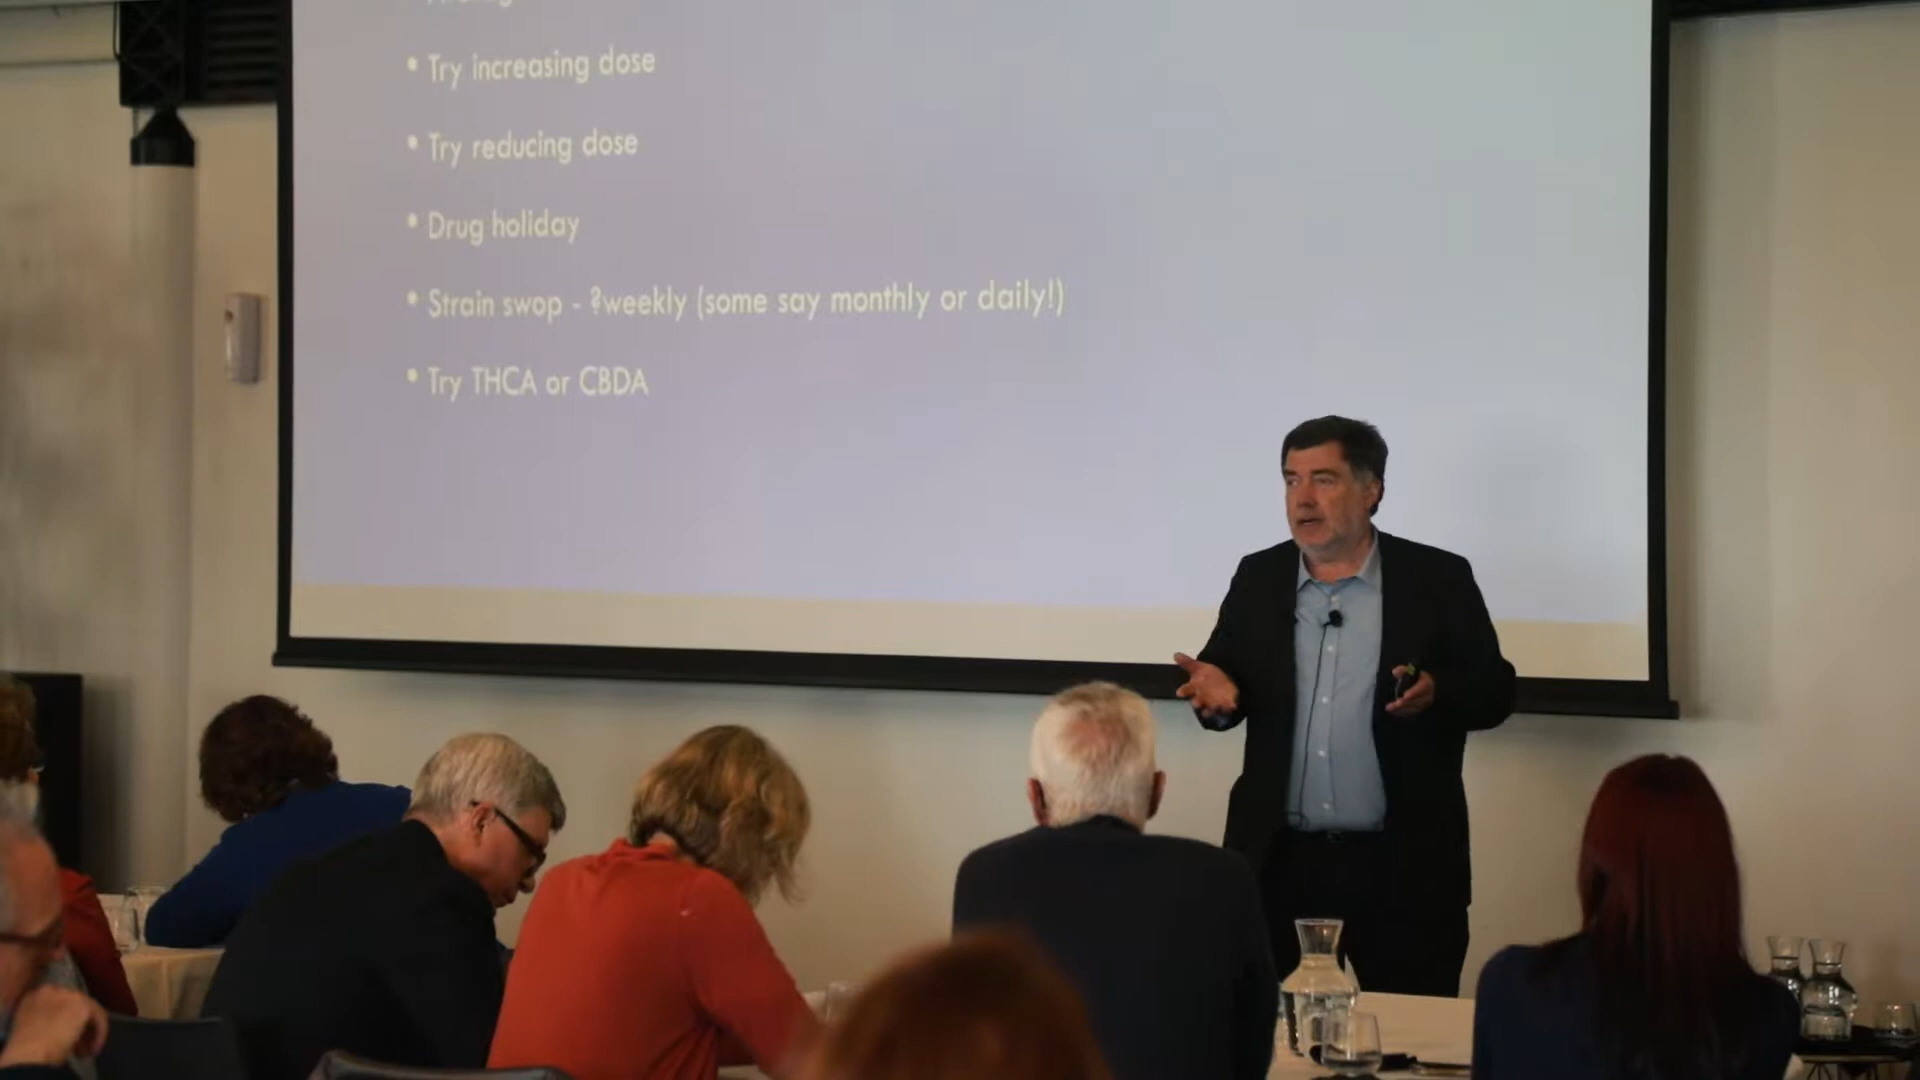 • Try increasing dose
• Try reducing dose
• Drug holiday
• Strain swop - ?weekly (some say monthly or daily!)
• Try THCA or CBDA